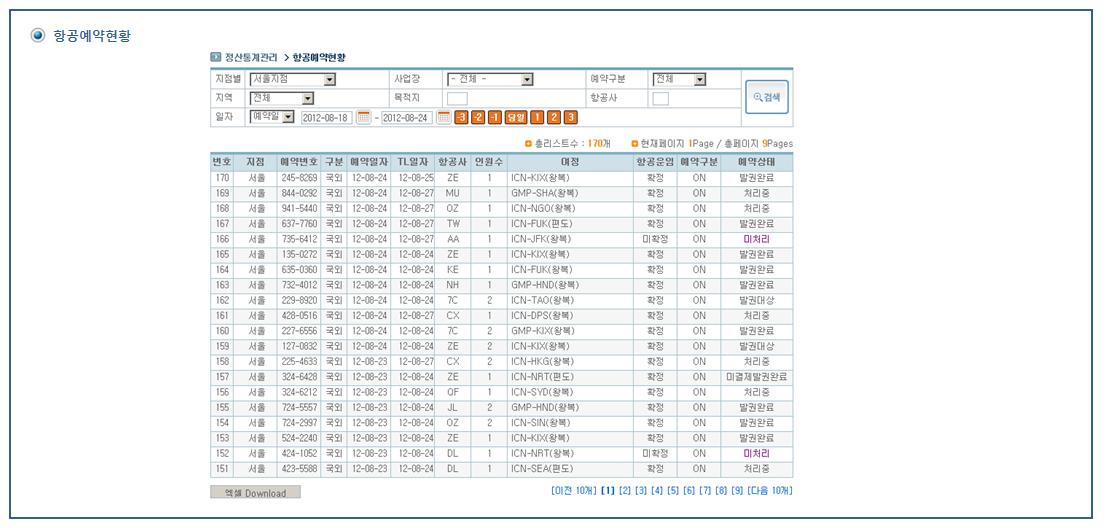 항공예약현황
정산통계관리 > 항공예약현황
지점별 서울지점 사업장 - 전체 - 예약구분 전체
지역 전체 목적지 항공사 검색
일자 예약일 2012-08-18 - 2012-08-24 -3 -2 -1 당일 1 2 3
총리스트수 : 170개 현재페이지 1Page / 총페이지 9Pages
번호 지점 예약번호 구분 예약일자 TL일자 항공사 인원수 여정 항공운임 예약구분 예약상태
170 서울 245-8269 국외 12-08-24 12-08-25 ZE 1 ICN-KIX(왕복) 확정 ON 발권완료
169 서울 844-0292 국외 12-08-24 12-08-27 MU 1 GMP-SHA(왕복) 확정 ON 처리중
168 서울 941-5440 국외 12-08-24 12-08-27 OZ 1 ICN-NGO(왕복) 확정 ON 처리중
167 서울 637-7760 국외 12-08-24 12-08-27 TW 1 ICN-FUK(편도) 확정 ON 발권완료
166 서울 735-6412 국외 12-08-24 12-08-27 AA 1 ICN-JFK(왕복) 미확정 ON 미처리
165 서울 135-0272 국외 12-08-24 12-08-24 ZE 1 ICN-KIX(왕복) 확정 ON 발권완료
164 서울 635-0360 국외 12-08-24 12-08-24 KE 1 ICN-FUK(왕복) 확정 ON 발권완료
163 서울 732-4012 국외 12-08-24 12-08-24 NH 1 GMP-HND(왕복) 확정 ON 발권완료
162 서울 229-8920 국외 12-08-24 12-08-24 7C 2 ICN-TAO(왕복) 확정 ON 발권대상
161 서울 428-0516 국외 12-08-24 12-08-27 CX 1 ICN-DPS(왕복) 확정 ON 처리중
160 서울 227-6556 국외 12-08-24 12-08-24 7C 2 GMP-KIX(왕복) 확정 ON 발권완료
159 서울 127-0832 국외 12-08-24 12-08-24 ZE 2 ICN-KIX(왕복) 확정 ON 발권대상
158 서울 225-4633 국외 12-08-23 12-08-27 CX 2 ICN-HKG(왕복) 확정 ON 처리중
157 서울 324-6428 국외 12-08-23 12-08-24 ZE 1 ICN-NRT(편도) 확정 ON 미결제발권완료
156 서울 324-6212 국외 12-08-23 12-08-24 OF 1 ICN-SYD(왕복) 확정 ON 처리중
155 서울 724-5557 국외 12-08-23 12-08-24 JL 2 GMP-HND(왕복) 확정 ON 발권완료
154 서울 724-2997 국외 12-08-23 12-08-24 OZ 2 ICN-SIN(왕복) 확정 ON 발권완료
153 서울 524-2240 국외 12-08-23 12-08-24 ZE 1 ICN-KIX(왕복) 확정 ON 발권완료
152 서울 424-1052 국외 12-08-23 12-08-24 DL 1 ICN-NRT(왕복) 미확정 ON 미처리
151 서울 423-5588 국외 12-08-23 12-08-24 DL 1 ICN-SEA(편도) 확정 ON 처리중
엑셀 Download [이전 10개] [1] [2] [3] [4] [5] [6] [7] [8] [9] [다음 10개]